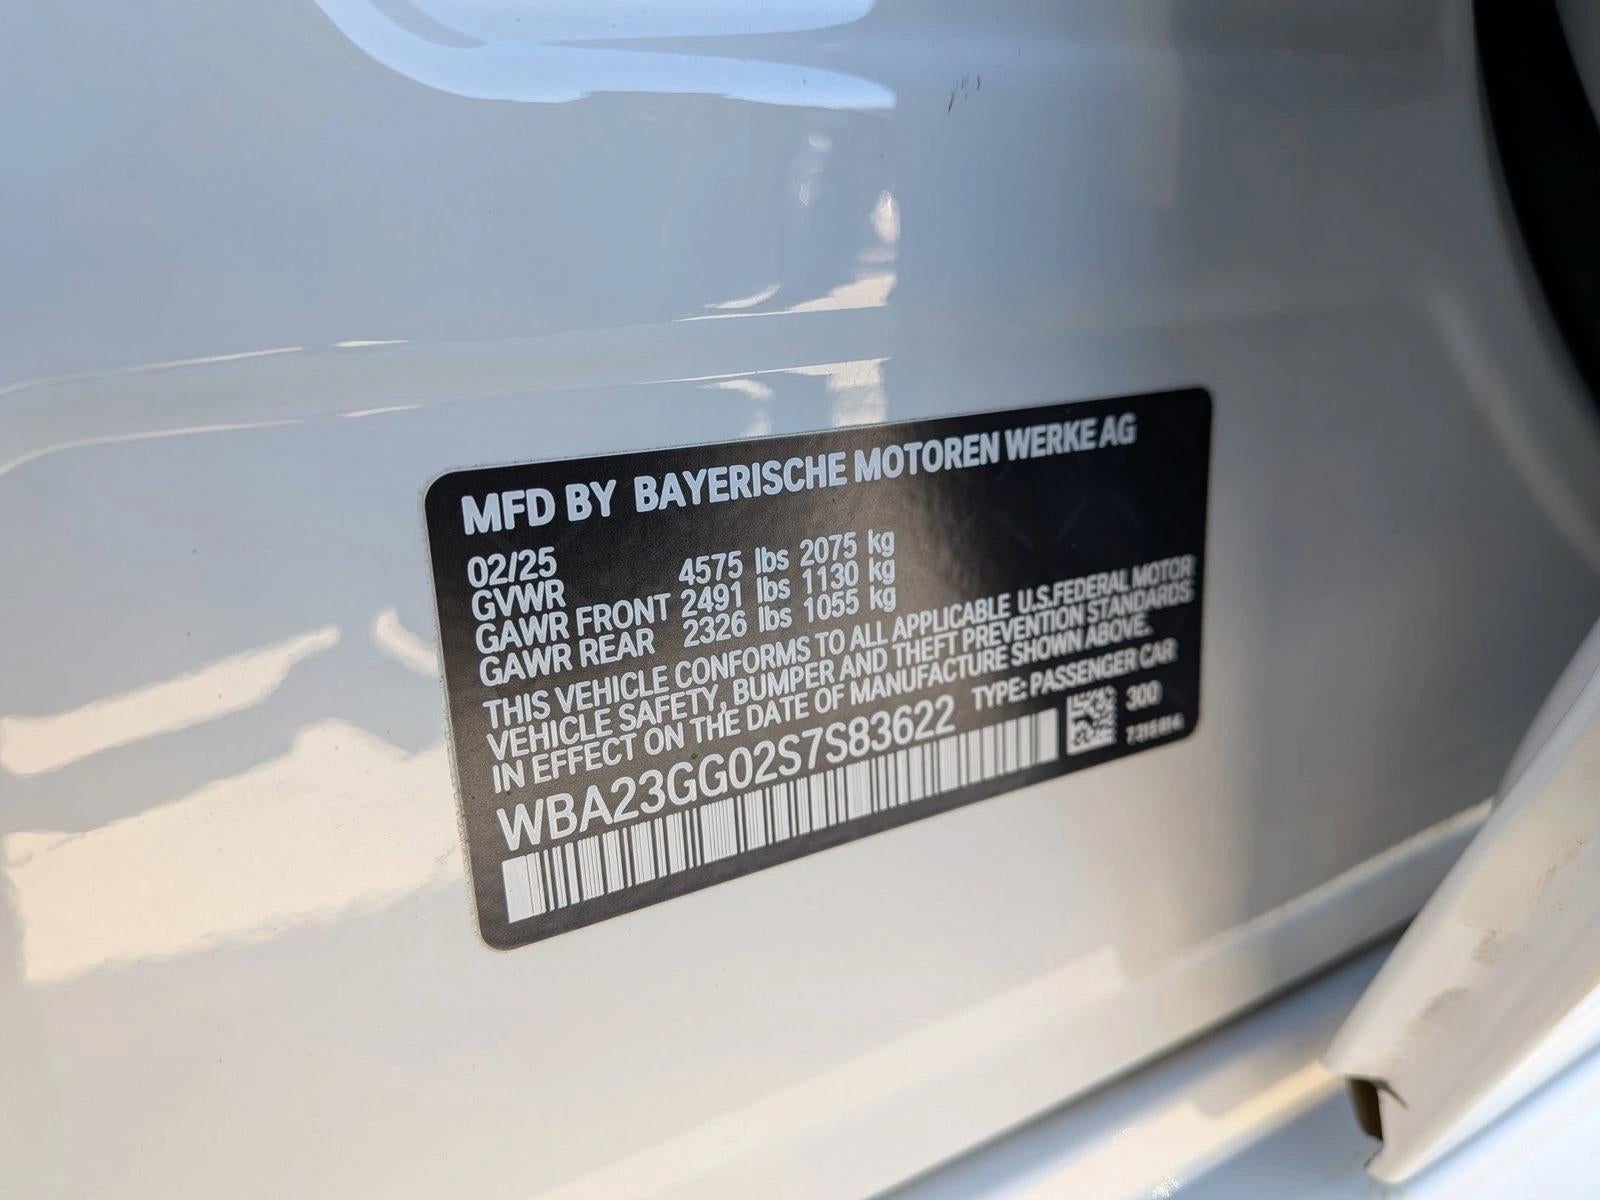 MFD BY BAYERISCHE MOTOREN WERKE AG
02/25
GVWR 4575 lbs 2075 kg
GAWR FRONT 2491 lbs 1130 kg
GAWR REAR 2326 lbs 1055 kg
THIS VEHICLE CONFORMS TO ALL APPLICABLE U.S.FEDERAL MOTOR
VEHICLE SAFETY, BUMPER AND THEFT PREVENTION STANDARDS
IN EFFECT ON THE DATE OF MANUFACTURE SHOWN ABOVE.
WBA23GG02S7S83622 TYPE: PASSENGER CAR
300